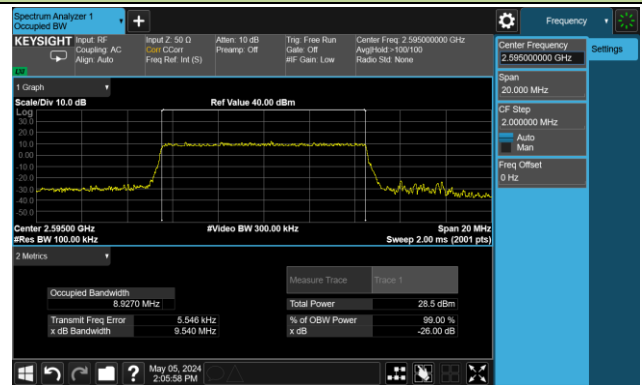 Spectrum Analyzer 1
Occupied BW
Frequency
KEYSIGHT
Input: RF
Coupling: AC
Align: Auto
Input Z: 50 Ω
Corr CCorr
Freq Ref: Int (S)
Atten: 10 dB
Preamp: Off
Trig: Free Run
Gate: Off
#IF Gain: Low
Center Freq: 2.595000000 GHz
Avg|Hold:>100/100
Radio Std: None
Center Frequency
2.595000000 GHz
Settings
Span
20.000 MHz
CF Step
2.000000 MHz
Auto
Man
Freq Offset
0 Hz
1 Graph
Scale/Div 10.0 dB
Ref Value 40.00 dBm
Log
30.0
20.0
10.0
0.00
-10.0
-20.0
-30.0
-40.0
-50.0
Center 2.59500 GHz
#Video BW 300.00 kHz
Span 20 MHz
#Res BW 100.00 kHz
Sweep 2.00 ms (2001 pts)
2 Metrics
Measure Trace
Trace 1
Occupied Bandwidth
8.9270 MHz
Total Power
28.5 dBm
Transmit Freq Error
5.546 kHz
% of OBW Power
99.00 %
x dB Bandwidth
9.540 MHz
x dB
-26.00 dB
May 05, 2024
2:05:58 PM